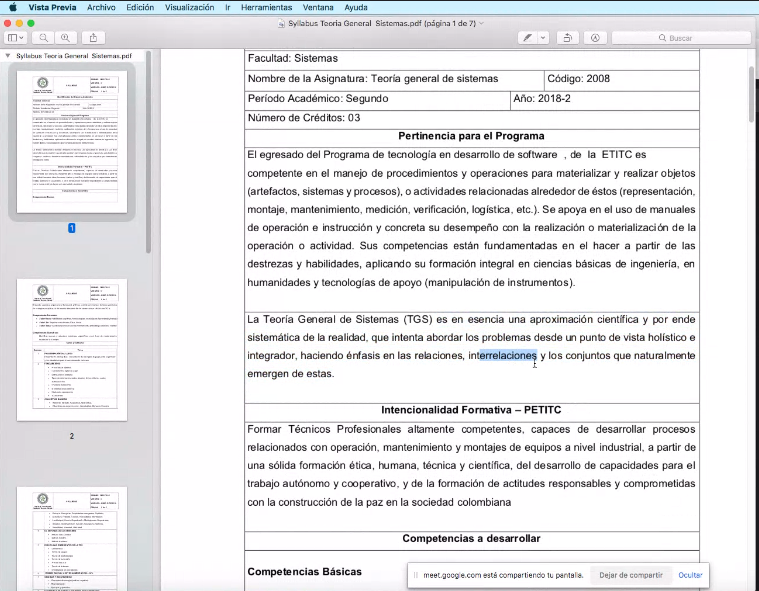 Vista Previa Archivo Edición Visualización Ir Herramientas Ventana Ayuda
Syllabus Teoria General Sistemas.pdf (página 1 de 7)
Buscar
Syllabus Teoria General Sistemas.pdf
1
2
Facultad: Sistemas
Nombre de la Asignatura: Teoría general de sistemas Código: 2008
Período Académico: Segundo Año: 2018-2
Número de Créditos: 03
Pertinencia para el Programa
El egresado del Programa de tecnología en desarrollo de software , de la ETITC es
competente en el manejo de procedimientos y operaciones para materializar y realizar objetos
(artefactos, sistemas y procesos), o actividades relacionadas alrededor de éstos (representación,
montaje, mantenimiento, medición, verificación, logística, etc.). Se apoya en el uso de manuales
de operación e instrucción y concreta su desempeño con la realización o materialización de la
operación o actividad. Sus competencias están fundamentadas en el hacer a partir de las
destrezas y habilidades, aplicando su formación integral en ciencias básicas de ingeniería, en
humanidades y tecnologías de apoyo (manipulación de instrumentos).
La Teoría General de Sistemas (TGS) es en esencia una aproximación científica y por ende
sistemática de la realidad, que intenta abordar los problemas desde un punto de vista holístico e
integrador, haciendo énfasis en las relaciones, interrelaciones y los conjuntos que naturalmente
emergen de estas.
Intencionalidad Formativa – PETITC
Formar Técnicos Profesionales altamente competentes, capaces de desarrollar procesos
relacionados con operación, mantenimiento y montajes de equipos a nivel industrial, a partir de
una sólida formación ética, humana, técnica y científica, del desarrollo de capacidades para el
trabajo autónomo y cooperativo, y de la formación de actitudes responsables y comprometidas
con la construcción de la paz en la sociedad colombiana
Competencias a desarrollar
Competencias Básicas
meet.google.com está compartiendo tu pantalla. Dejar de compartir Ocultar